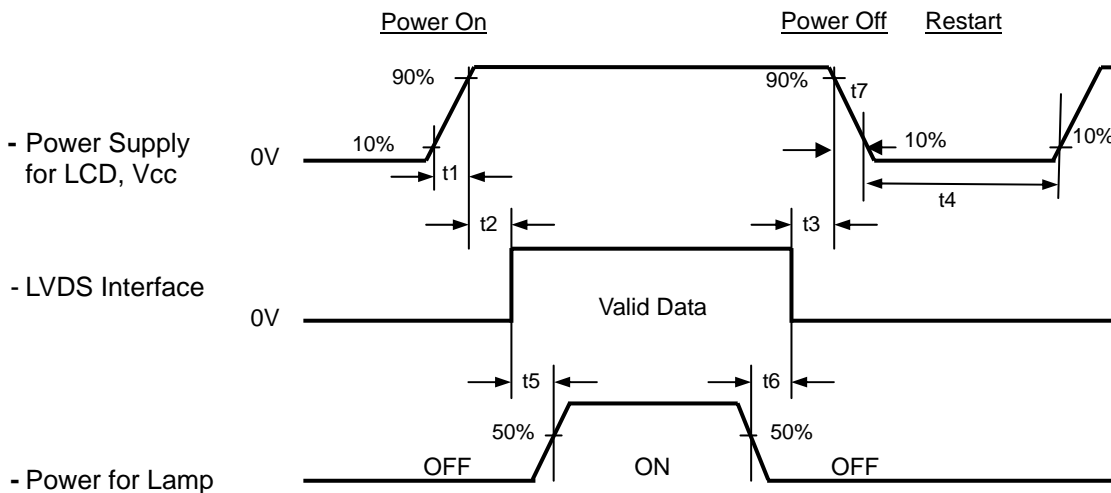 Power On
Power Off Restart
90%
90%
t7
- Power Supply
for LCD, Vcc
0V
10%
10%
10%
t1
t4
t2
t3
- LVDS Interface
0V
Valid Data
t5
t6
50%
50%
- Power for Lamp
OFF
ON
OFF